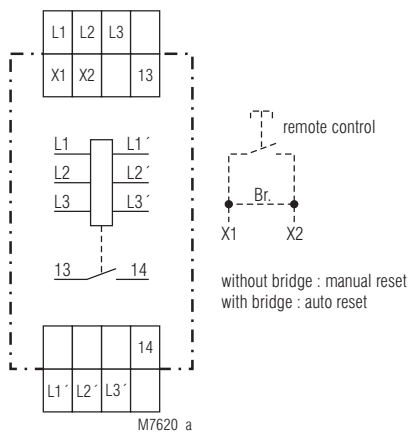 L1 L2 L3
X1 X2 13
L1 L1´
L2 L2´
L3 L3´
13 14
remote control
Br.
X1 X2
without bridge : manual reset
with bridge : auto reset
14
L1´ L2´ L3´
M7620_a